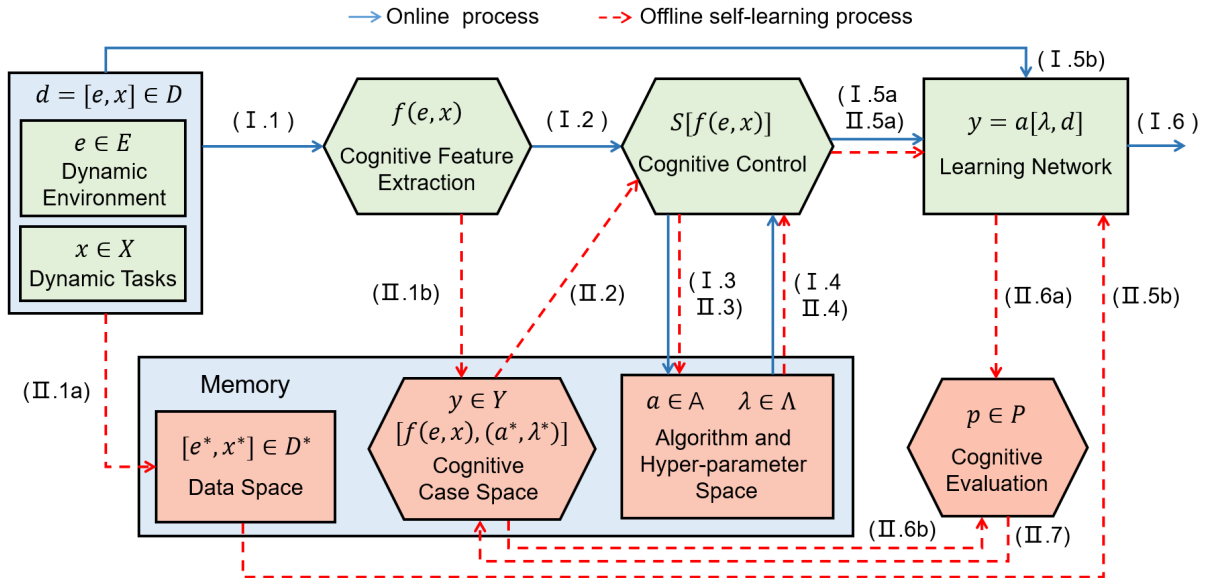 Online process
Offline self-learning process
d = [e, x] ∈ D
e ∈ E
Dynamic
Environment
x ∈ X
Dynamic Tasks
(Ⅰ.1)
f(e, x)
Cognitive Feature
Extraction
(Ⅰ.2)
S[f(e, x)]
Cognitive Control
(Ⅰ.5a
Ⅱ.5a)
(Ⅰ.5b)
y = a[λ, d]
Learning Network
(Ⅰ.6)
(Ⅱ.1a)
(Ⅱ.1b)
(Ⅱ.2)
(Ⅰ.3
Ⅱ.3)
(Ⅰ.4
Ⅱ.4)
(Ⅱ.6a)
(Ⅱ.5b)
Memory
[e*, x*] ∈ D*
Data Space
y ∈ Y
[f(e, x), (a*, λ*)]
Cognitive
Case Space
a ∈ A λ ∈ Λ
Algorithm and
Hyper-parameter
Space
p ∈ P
Cognitive
Evaluation
(Ⅱ.6b)
(Ⅱ.7)